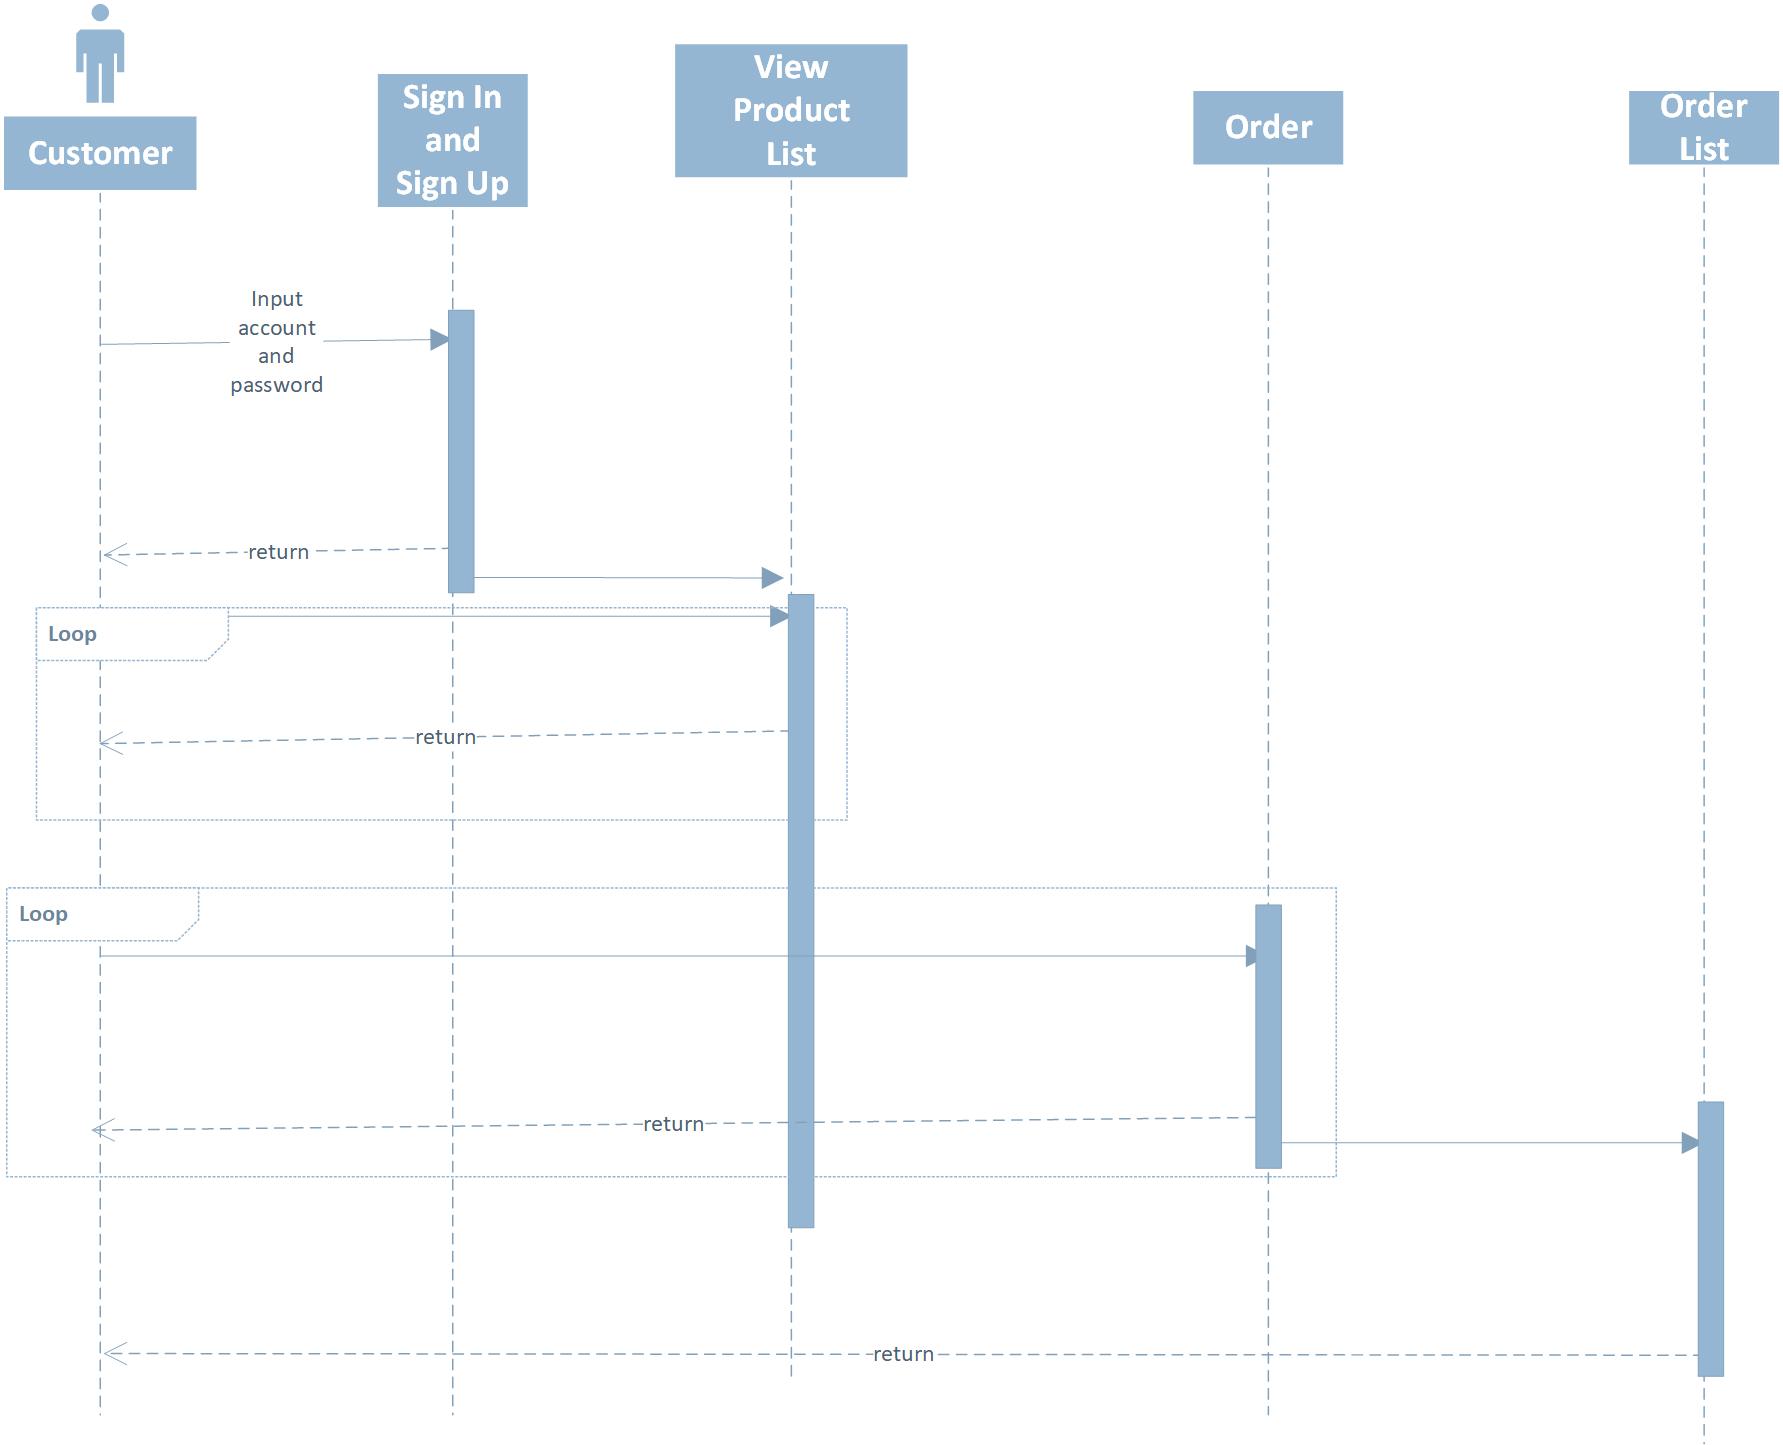 Customer
Sign In
and
Sign Up
View
Product
List
Order
Order
List
Input
account
and
password
return
Loop
return
Loop
return
return